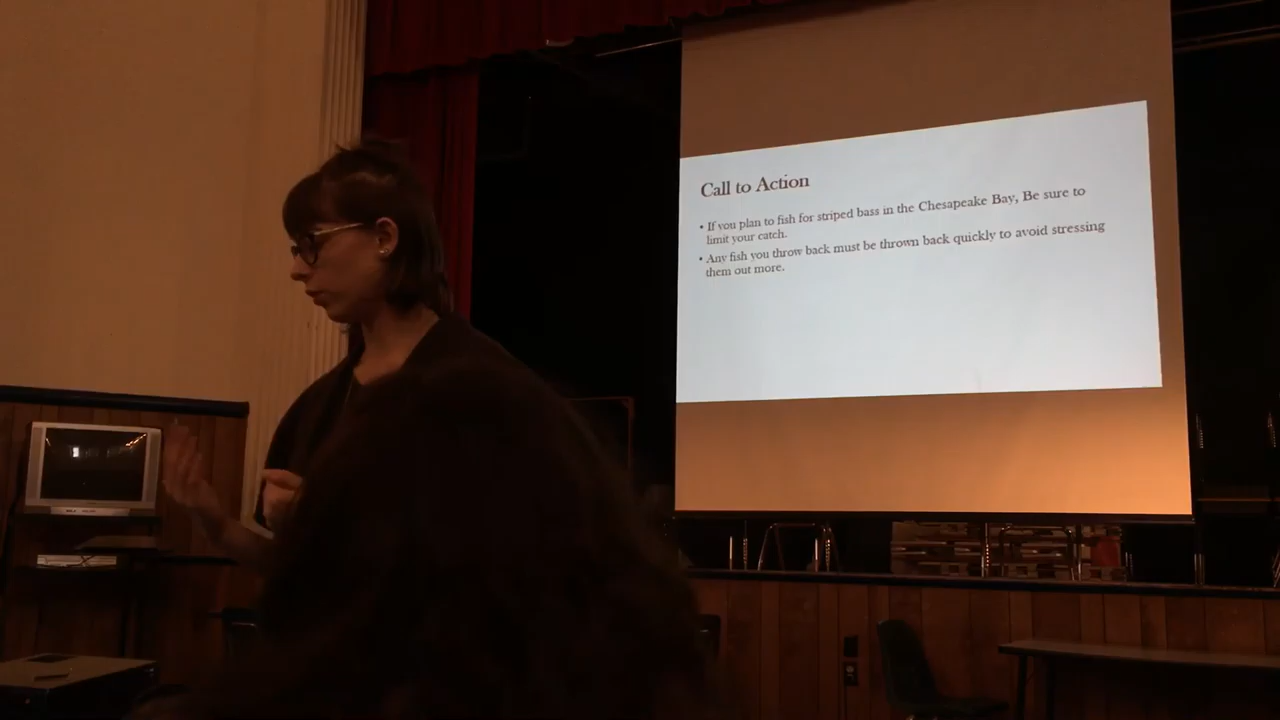 Call to Action
• If you plan to fish for striped bass in the Chesapeake Bay, Be sure to
limit your catch.
• Any fish you throw back must be thrown back quickly to avoid stressing
them out more.